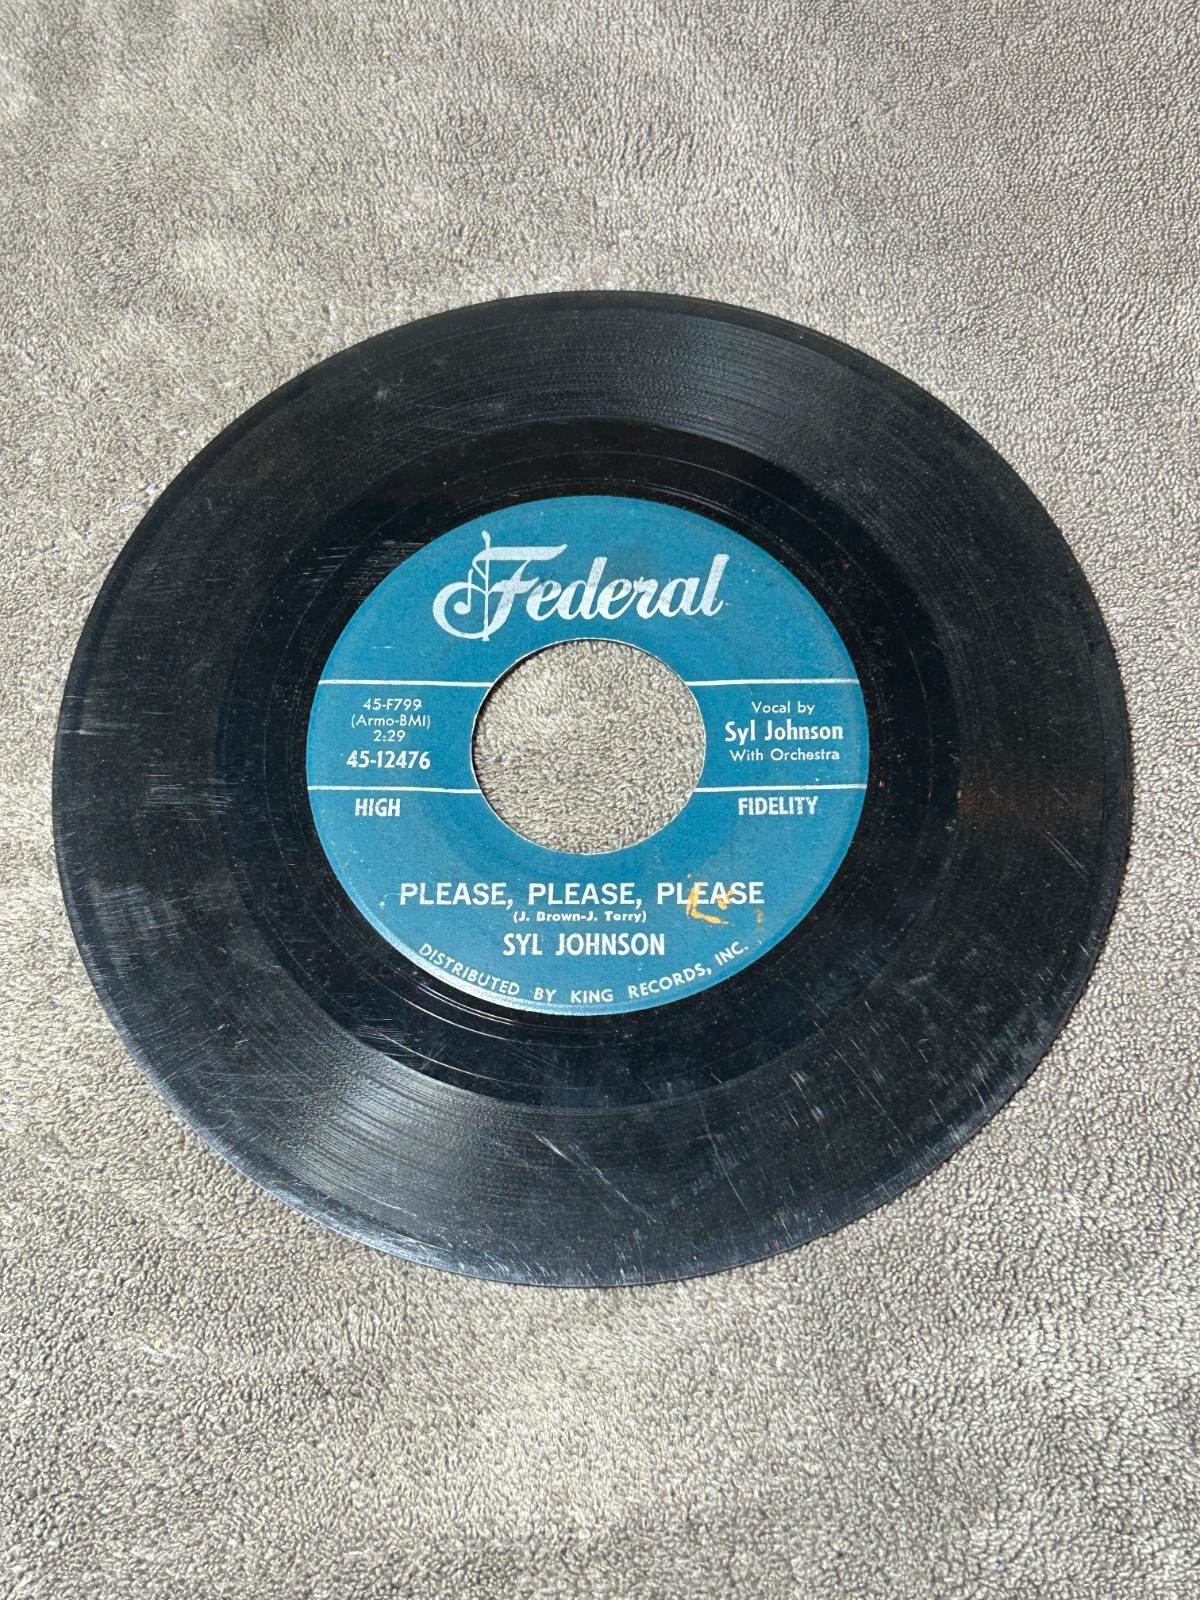 Federal
45-F799
(Armo-BMI)
2:29
45-12476
Vocal by
Syl Johnson
With Orchestra
HIGH FIDELITY
PLEASE, PLEASE, PLEASE
(J. Brown-J. Terry)
SYL JOHNSON
DISTRIBUTED BY KING RECORDS, INC.